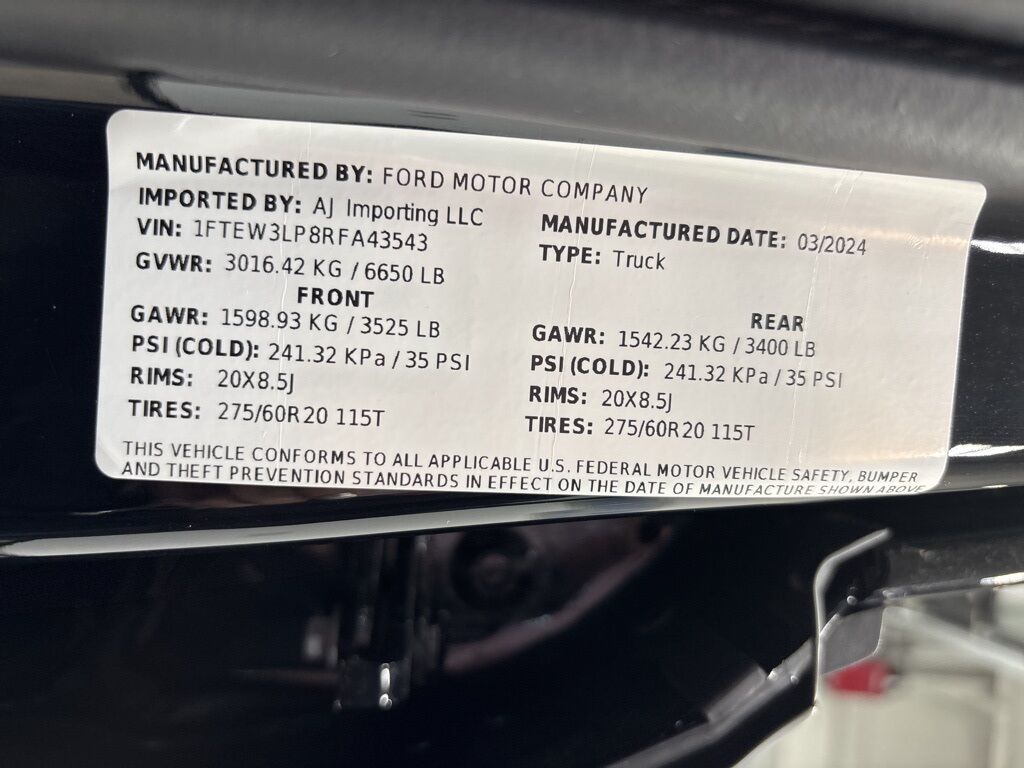 MANUFACTURED BY: FORD MOTOR COMPANY
IMPORTED BY: AJ Importing LLC
VIN: 1FTEW3LP8RFA43543
MANUFACTURED DATE: 03/2024
GVWR: 3016.42 KG / 6650 LB
TYPE: Truck
FRONT
GAWR: 1598.93 KG / 3525 LB
PSI (COLD): 241.32 KPa / 35 PSI
RIMS: 20X8.5J
TIRES: 275/60R20 115T
REAR
GAWR: 1542.23 KG / 3400 LB
PSI (COLD): 241.32 KPa / 35 PSI
RIMS: 20X8.5J
TIRES: 275/60R20 115T
THIS VEHICLE CONFORMS TO ALL APPLICABLE U.S. FEDERAL MOTOR VEHICLE SAFETY, BUMPER
AND THEFT PREVENTION STANDARDS IN EFFECT ON THE DATE OF MANUFACTURE SHOWN ABOVE